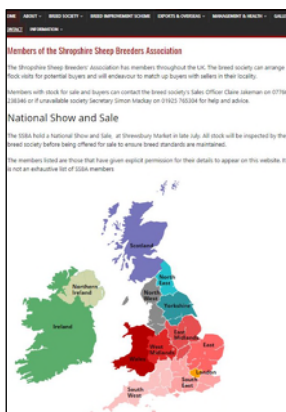 HOME   ABOUT   BREED SOCIETY   BREED IMPROVEMENT SCHEME   EXPORTS & OVERSEAS   MANAGEMENT & HEALTH
CONTACT   INFORMATION
Members of the Shropshire Sheep Breeders Association
The Shropshire Sheep Breeders' Association has members throughout the UK. The breed society can arrange
flock visits for potential buyers and will endeavour to match up buyers with sellers in their locality.
Members with stock for sale and buyers can contact the breed society's Sales Officer Claire Jakeman on
238346 or if unavailable society Secretary Simon Mackay on 01925 765304 for help and advice.
National Show and Sale
The SSBA hold a National Show and Sale, at Shrewsbury Market in late July. All stock will be inspected by the
breed society before being offered for sale to ensure breed standards are maintained.
The members listed are those that have given explicit permission for their details to appear on this website. It
is not an exhaustive list of SSBA members
Scotland
Northern
Ireland
North
East
North
West
Yorkshire
Ireland
East
Midlands
West
Midlands
Wales
East
London
South
East
South
West